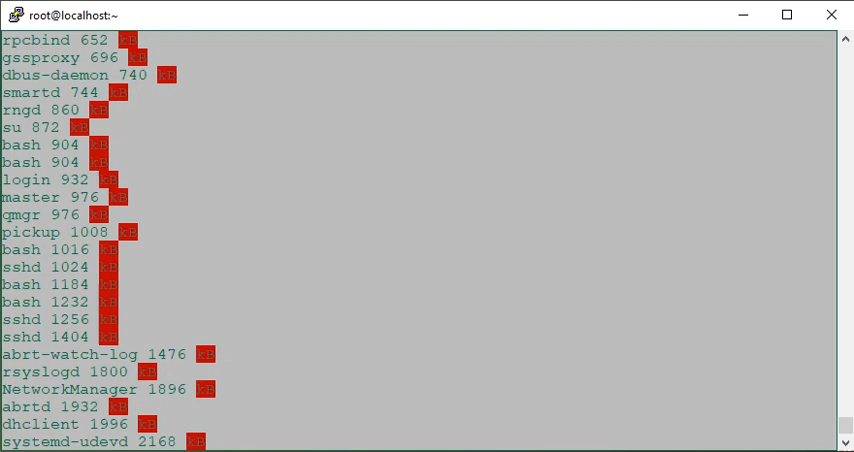 root@localhost:~
rpcbind 652 kB
gssproxy 696 kB
dbus-daemon 740 kB
smartd 744 kB
rngd 860 kB
su 872 kB
bash 904 kB
bash 904 kB
login 932 kB
master 976 kB
qmgr 976 kB
pickup 1008 kB
bash 1016 kB
sshd 1024 kB
bash 1184 kB
bash 1232 kB
sshd 1256 kB
sshd 1404 kB
abrt-watch-log 1476 kB
rsyslogd 1800 kB
NetworkManager 1896 kB
abrtd 1932 kB
dhclient 1996 kB
systemd-udevd 2168 kB